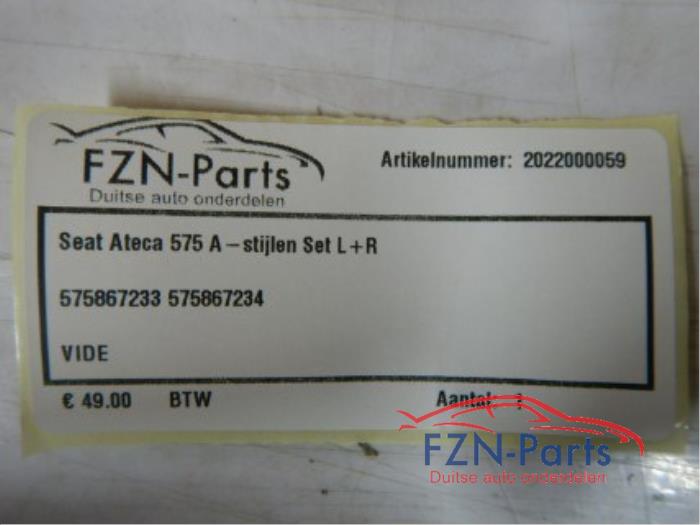 FZN-Parts
Duitse auto onderdelen
Artikelnummer: 2022000059
Seat Ateca 575 A-stijlen Set L+R
575867233 575867234
VIDE
€ 49.00 BTW Aantal:
FZN-Parts
Duitse auto onderdelen